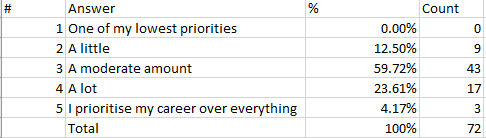 # Answer % Count
1 One of my lowest priorities 0.00% 0
2 A little 12.50% 9
3 A moderate amount 59.72% 43
4 A lot 23.61% 17
5 I prioritise my career over everything 4.17% 3
Total 100% 72